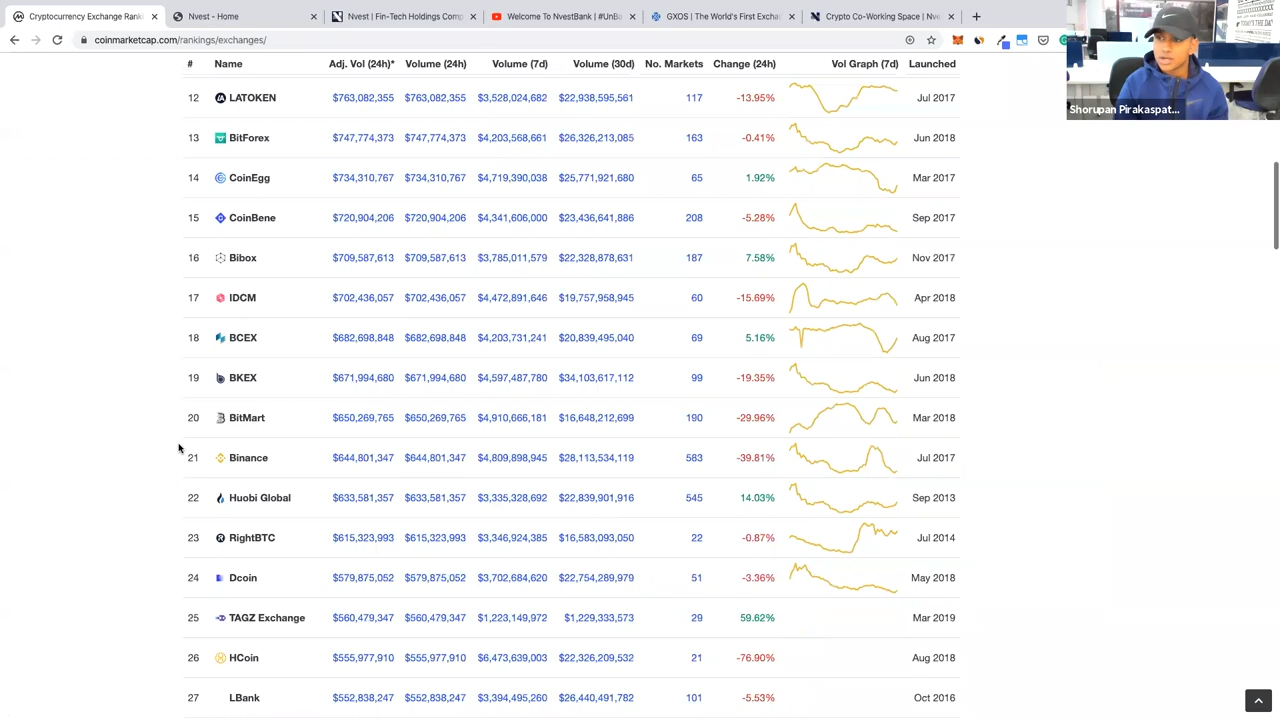 Cryptocurrency Exchange Ranki
Nvest - Home
Nvest | Fin-Tech Holdings Comp
Welcome To NvestBank | #UnBo
GXOS | The World's First Exchan
Crypto Co-Working Space | Nve
coinmarketcap.com/rankings/exchanges/
Shorupan Pirakaspat...
# Name Adj. Vol (24h)* Volume (24h) Volume (7d) Volume (30d) No. Markets Change (24h) Vol Graph (7d) Launched
12 LATOKEN $763,082,355 $763,082,355 $3,528,024,682 $22,938,595,561 117 -13.95% Jul 2017
13 BitForex $747,774,373 $747,774,373 $4,203,568,661 $26,326,213,085 163 -0.41% Jun 2018
14 CoinEgg $734,310,767 $734,310,767 $4,719,390,038 $25,771,921,680 65 1.92% Mar 2017
15 CoinBene $720,904,206 $720,904,206 $4,341,606,000 $23,436,641,886 208 -5.28% Sep 2017
16 Bibox $709,587,613 $709,587,613 $3,785,011,579 $22,328,878,631 187 7.58% Nov 2017
17 IDCM $702,436,057 $702,436,057 $4,472,891,646 $19,757,958,945 60 -15.69% Apr 2018
18 BCEX $682,698,848 $682,698,848 $4,203,731,241 $20,839,495,040 69 5.16% Aug 2017
19 BKEX $671,994,680 $671,994,680 $4,597,487,780 $34,103,617,112 99 -19.35% Jun 2018
20 BitMart $650,269,765 $650,269,765 $4,910,666,181 $16,648,212,699 190 -29.96% Mar 2018
21 Binance $644,801,347 $644,801,347 $4,809,898,945 $28,113,534,119 583 -39.81% Jul 2017
22 Huobi Global $633,581,357 $633,581,357 $3,335,328,692 $22,839,901,916 545 14.03% Sep 2013
23 RightBTC $615,323,993 $615,323,993 $3,346,924,385 $16,583,093,050 22 -0.87% Jul 2014
24 Dcoin $579,875,052 $579,875,052 $3,702,684,620 $22,754,289,979 51 -3.36% May 2018
25 TAGZ Exchange $560,479,347 $560,479,347 $1,223,149,972 $1,229,333,573 29 59.62% Mar 2019
26 HCoin $555,977,910 $555,977,910 $6,473,639,003 $22,326,209,532 21 -76.90% Aug 2018
27 LBank $552,838,247 $552,838,247 $3,394,495,260 $26,440,491,782 101 -5.53% Oct 2016